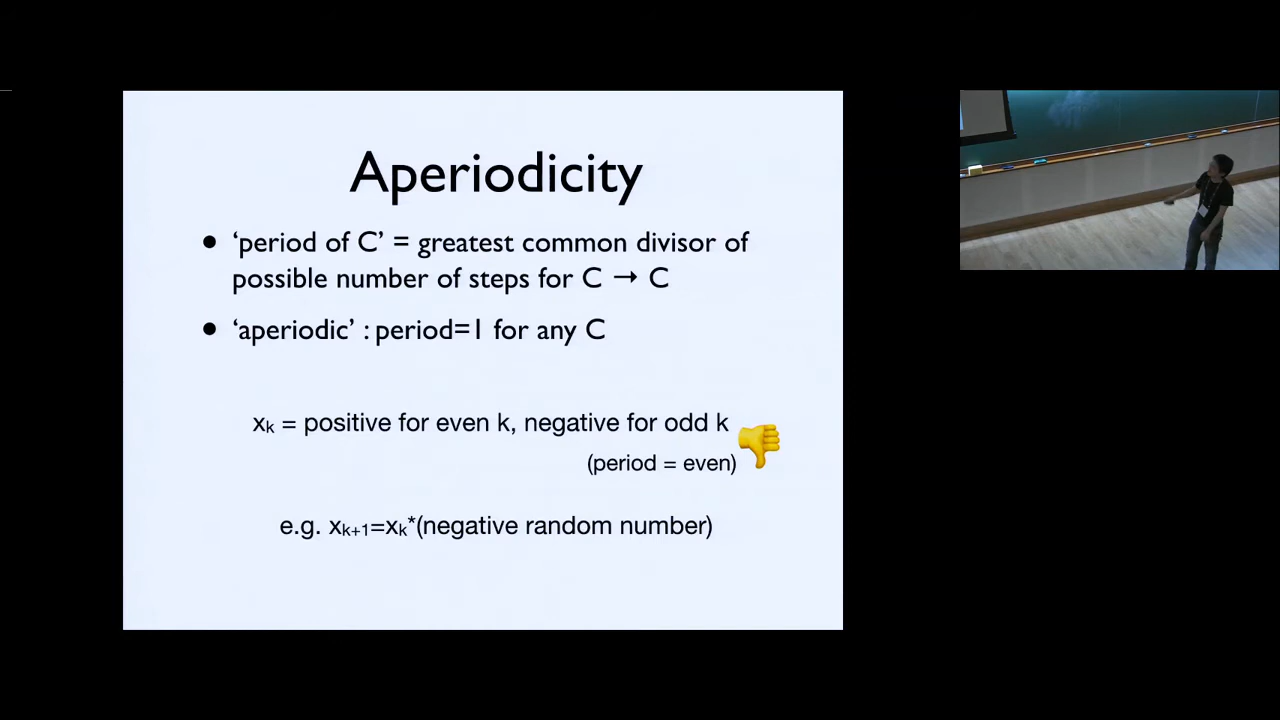 Aperiodicity
• ‘period of C’ = greatest common divisor of
possible number of steps for C → C
• ‘aperiodic’ : period=1 for any C
xk = positive for even k, negative for odd k
(period = even)
e.g. xk+1=xk*(negative random number)